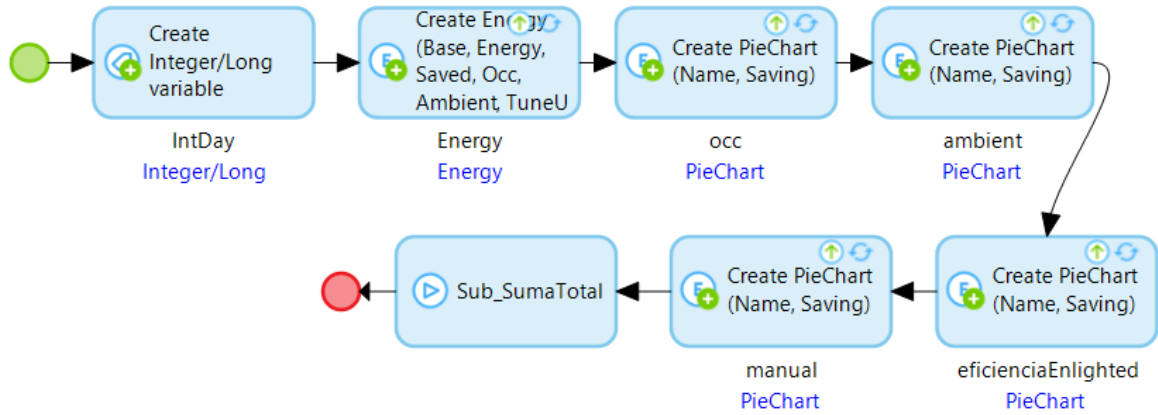 Create
Integer/Long
variable
IntDay
Integer/Long
Create Energy
(Base, Energy,
Saved, Occ,
Ambient, TuneU
E
Energy
Energy
Create PieChart
(Name, Saving)
E
occ
PieChart
Create PieChart
(Name, Saving)
E
ambient
PieChart
Create PieChart
(Name, Saving)
E
eficienciaEnlighted
PieChart
Create PieChart
(Name, Saving)
E
manual
PieChart
Sub_SumaTotal